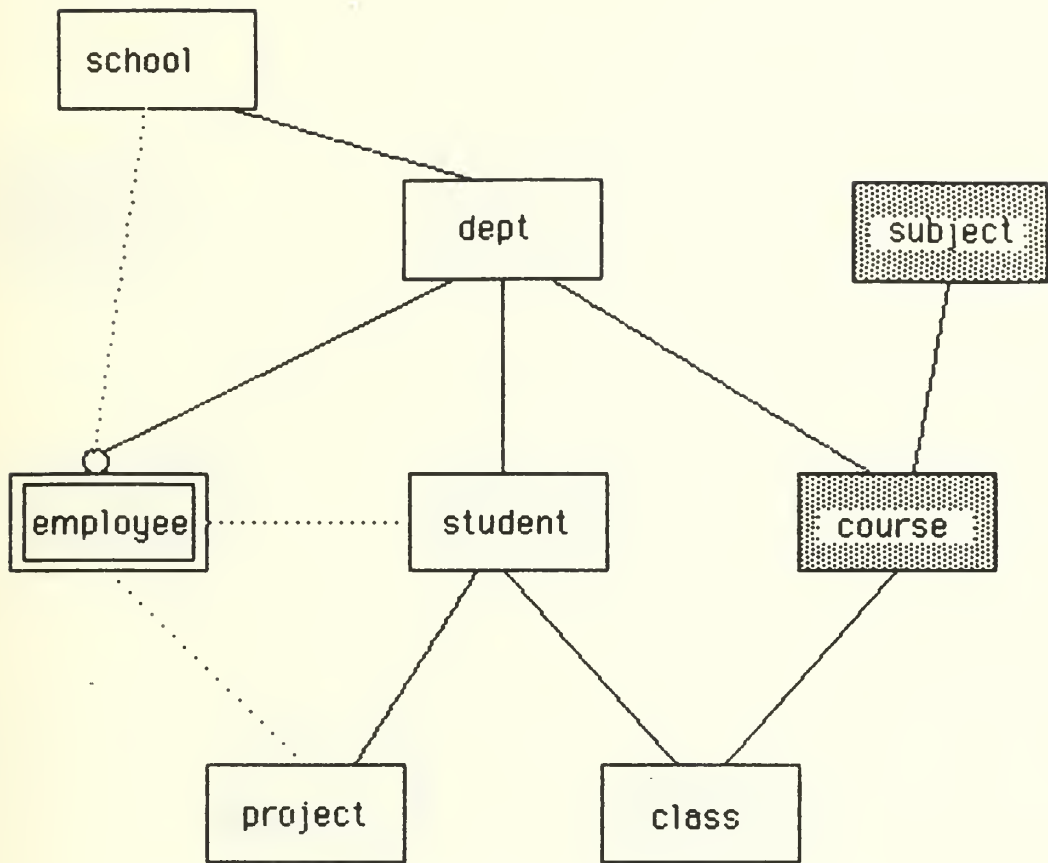 school
dept
subject
employee
student
course
project
class